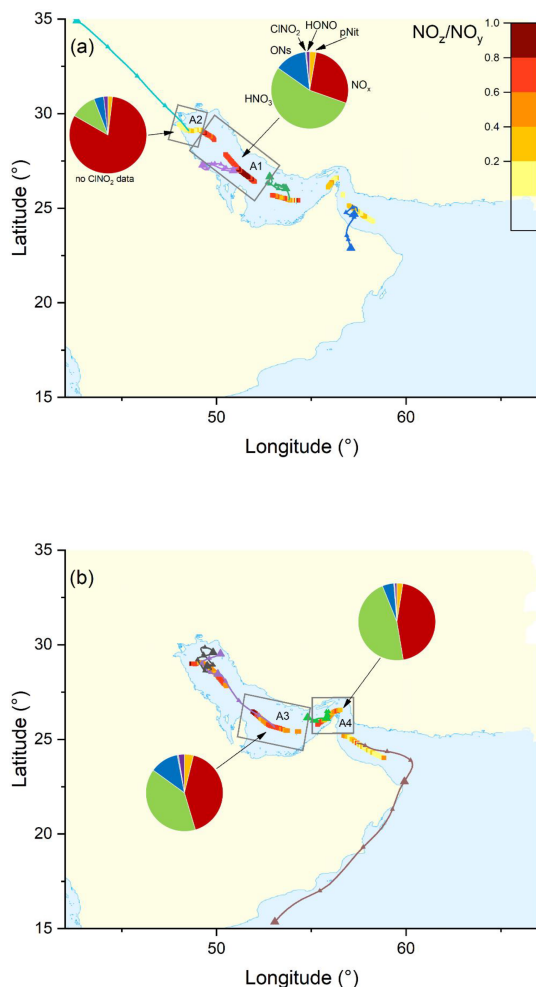 (a)
ClNO₂
HONO
pNit
ONs
NOₓ
HNO₃
NO_z/NO_y
1.0
0.8
0.6
0.4
0.2
A2
A1
no ClNO₂ data
35
30
25
20
15
Latitude (°)
50
60
Longitude (°)
(b)
A3
A4
35
30
25
20
15
Latitude (°)
50
60
Longitude (°)